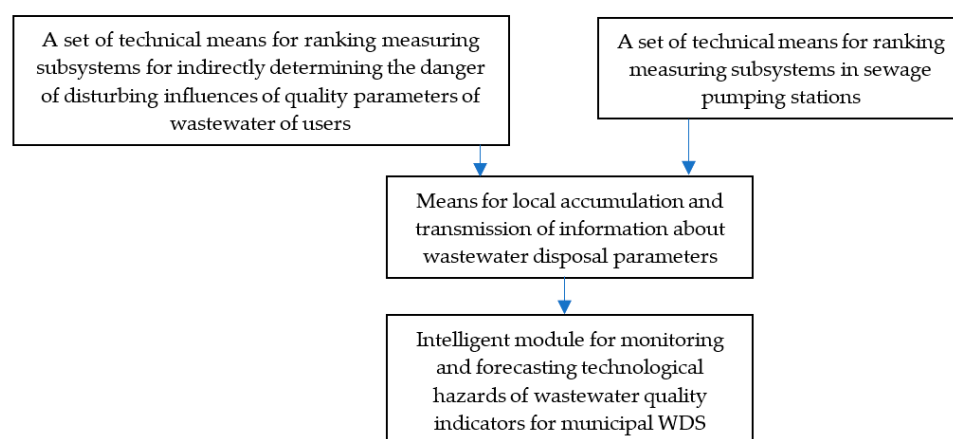 A set of technical means for ranking measuring
subsystems for indirectly determining the danger
of disturbing influences of quality parameters of
wastewater of users
A set of technical means for ranking
measuring subsystems in sewage
pumping stations
Means for local accumulation and
transmission of information about
wastewater disposal parameters
Intelligent module for monitoring
and forecasting technological
hazards of wastewater quality
indicators for municipal WDS